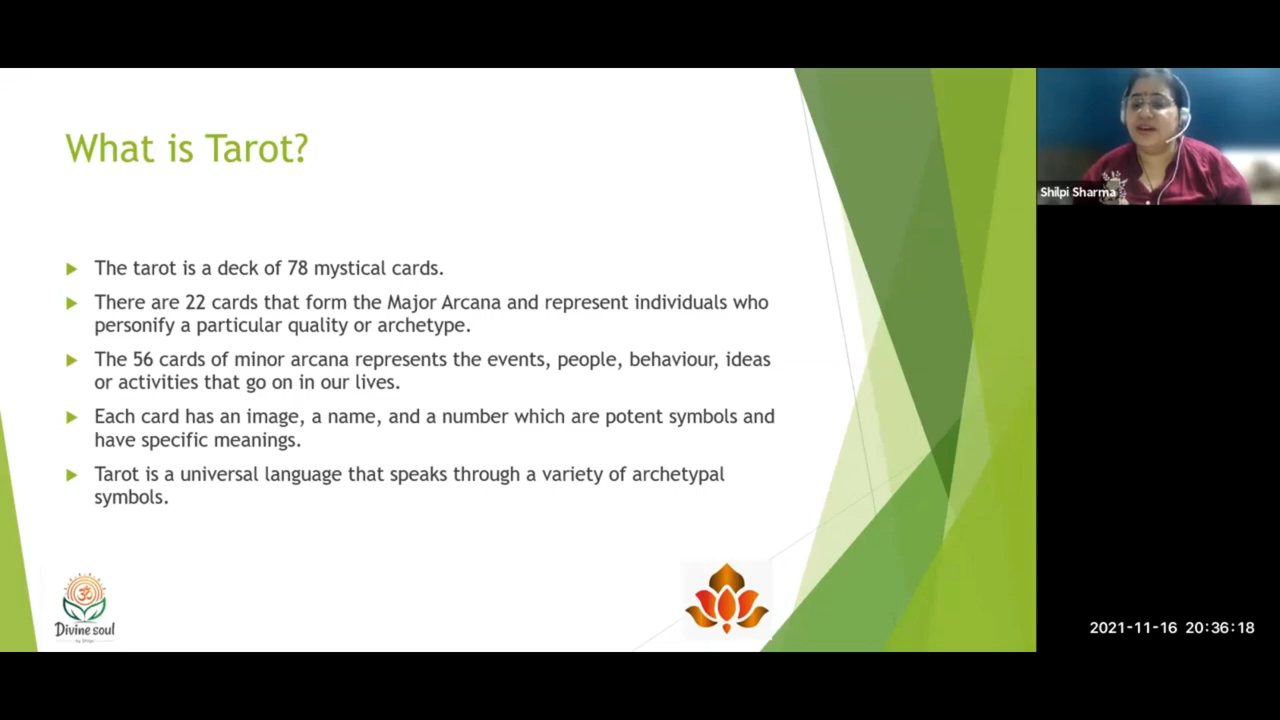 What is Tarot?
The tarot is a deck of 78 mystical cards.
There are 22 cards that form the Major Arcana and represent individuals who
personify a particular quality or archetype.
The 56 cards of minor arcana represents the events, people, behaviour, ideas
or activities that go on in our lives.
Each card has an image, a name, and a number which are potent symbols and
have specific meanings.
Tarot is a universal language that speaks through a variety of archetypal
symbols.
ॐ
Divine soul
Shilpi Sharma
2021-11-16 20:36:18